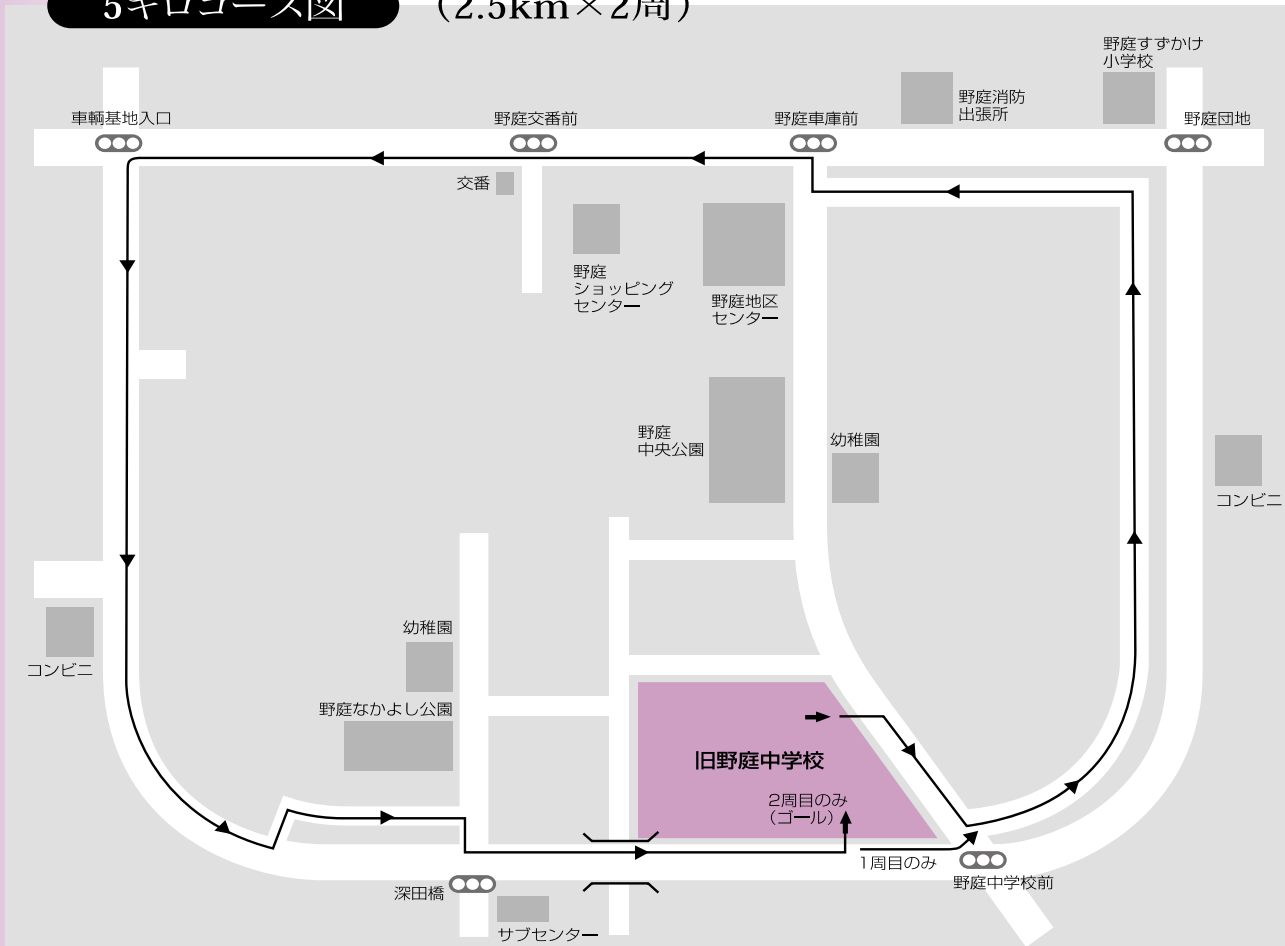 5キロコース図
（2.5km×2周）
野庭すずかけ
小学校
車輌基地入口
野庭交番前
野庭車庫前
野庭消防
出張所
野庭団地
交番
野庭
ショッピング
センター
野庭地区
センター
野庭
中央公園
幼稚園
コンビニ
幼稚園
コンビニ
野庭なかよし公園
旧野庭中学校
2周目のみ
（ゴール）
1周目のみ
野庭中学校前
深田橋
サブセンター